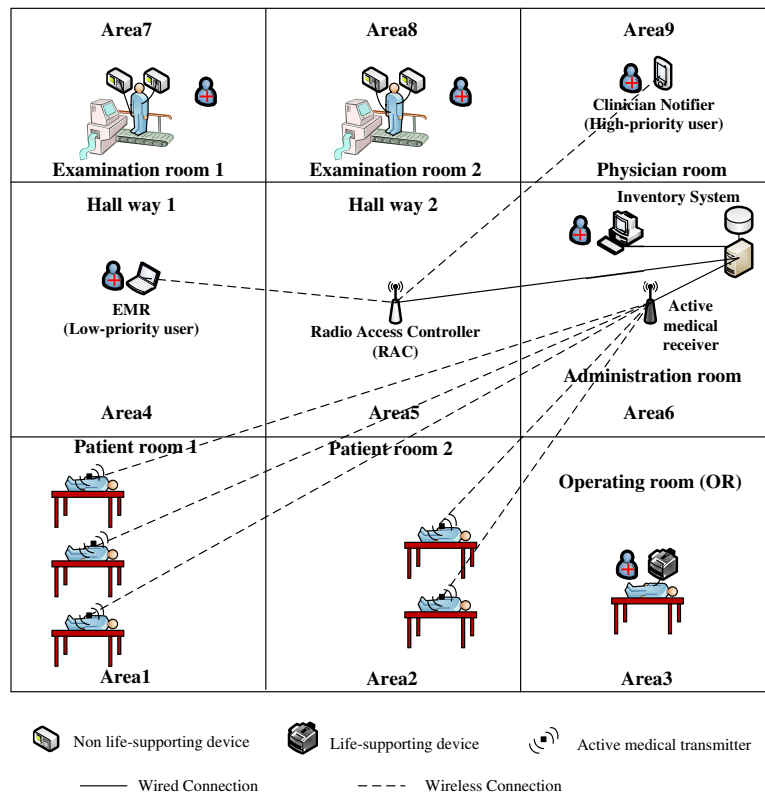 Area7
Area8
Area9
Clinician Notifier
(High-priority user)
Examination room 1
Examination room 2
Physician room
Hall way 1
Hall way 2
Inventory System
EMR
(Low-priority user)
Radio Access Controller
(RAC)
Active
medical
receiver
Administration room
Area4
Area5
Area6
Patient room 1
Patient room 2
Operating room (OR)
Area1
Area2
Area3
Non life-supporting device
Life-supporting device
Active medical transmitter
Wired Connection
Wireless Connection